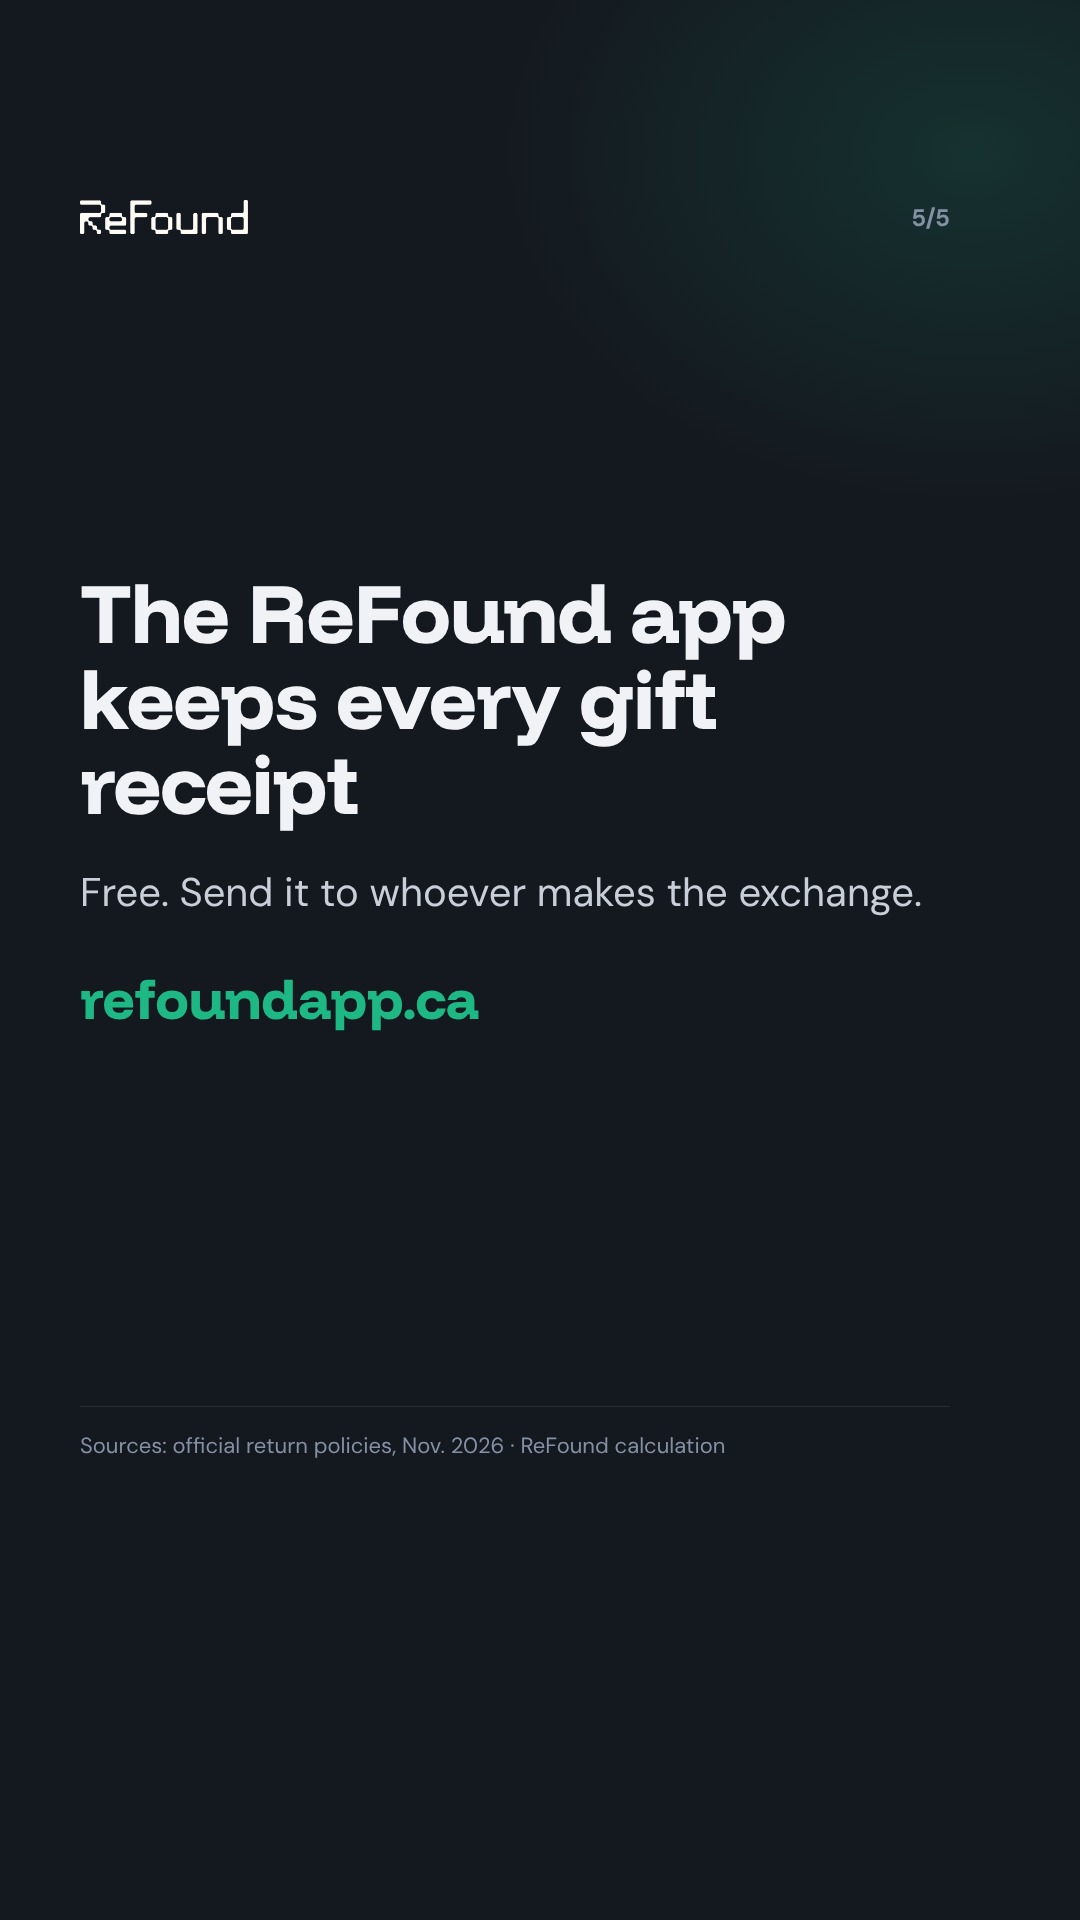 ReFound
5/5
The ReFound app
keeps every gift
receipt
Free. Send it to whoever makes the exchange.
refoundapp.ca
Sources: official return policies, Nov. 2026 · ReFound calculation